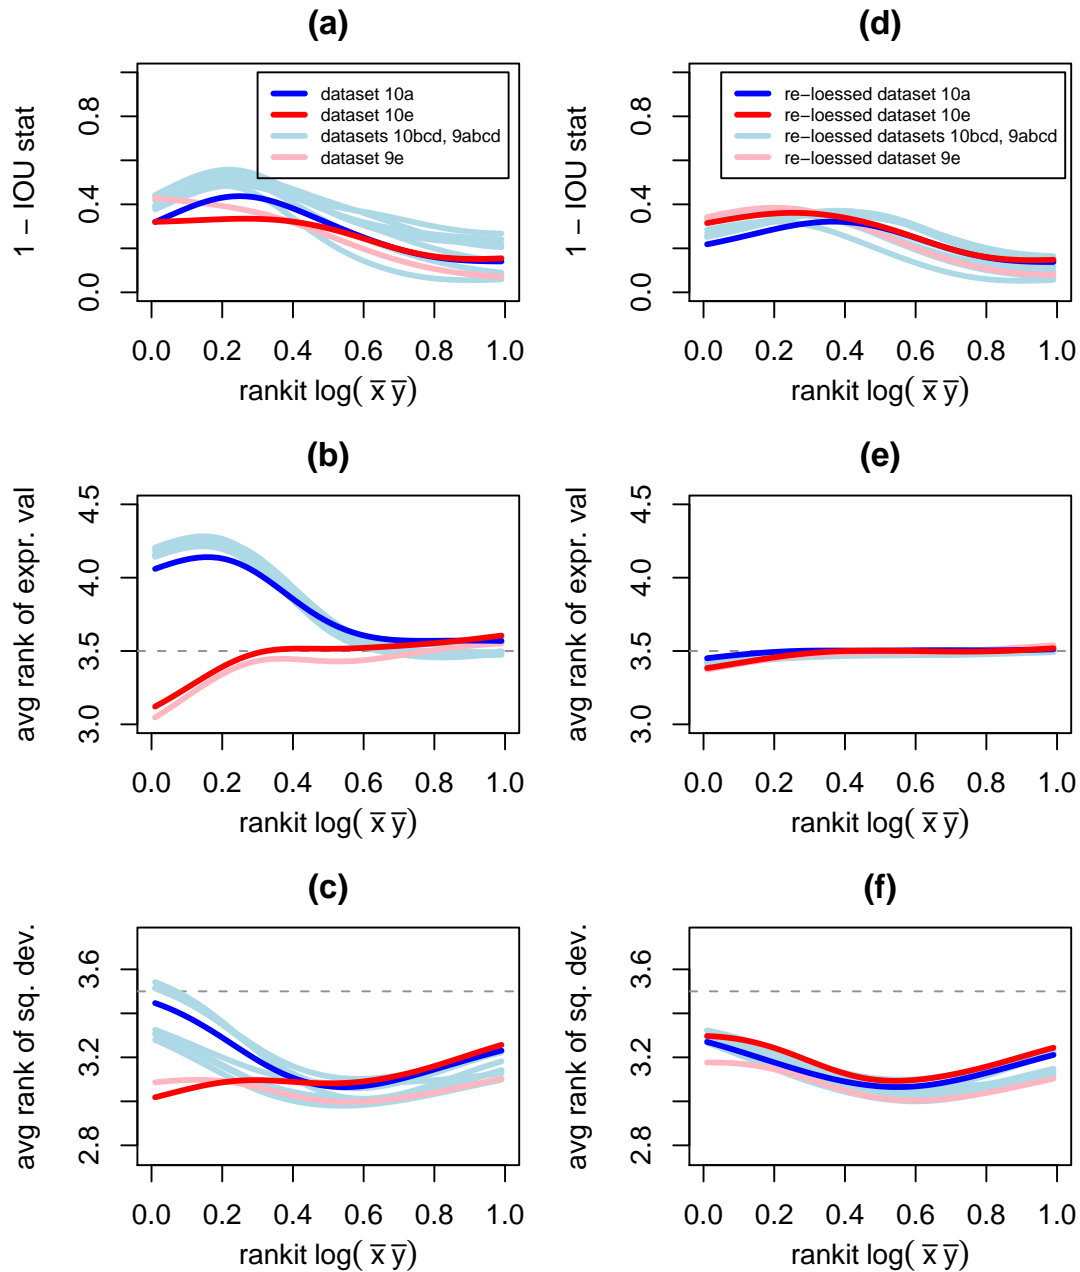 (a)
1 − IOU stat
0.0 0.4 0.8
dataset 10a
dataset 10e
datasets 10bcd, 9abcd
dataset 9e
0.0 0.2 0.4 0.6 0.8 1.0
rankit log( x̅ y̅)
(d)
1 − IOU stat
0.0 0.4 0.8
re−loessed dataset 10a
re−loessed dataset 10e
re−loessed datasets 10bcd, 9abcd
re−loessed dataset 9e
0.0 0.2 0.4 0.6 0.8 1.0
rankit log( x̅ y̅)
(b)
avg rank of expr. val
3.0 3.5 4.0 4.5
0.0 0.2 0.4 0.6 0.8 1.0
rankit log( x̅ y̅)
(e)
avg rank of expr. val
3.0 3.5 4.0 4.5
0.0 0.2 0.4 0.6 0.8 1.0
rankit log( x̅ y̅)
(c)
avg rank of sq. dev.
2.8 3.2 3.6
0.0 0.2 0.4 0.6 0.8 1.0
rankit log( x̅ y̅)
(f)
avg rank of sq. dev.
2.8 3.2 3.6
0.0 0.2 0.4 0.6 0.8 1.0
rankit log( x̅ y̅)